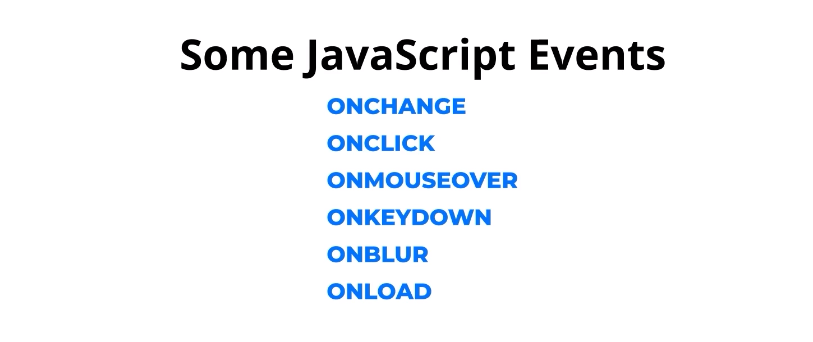 Some JavaScript Events
ONCHANGE
ONCLICK
ONMOUSEOVER
ONKEYDOWN
ONBLUR
ONLOAD